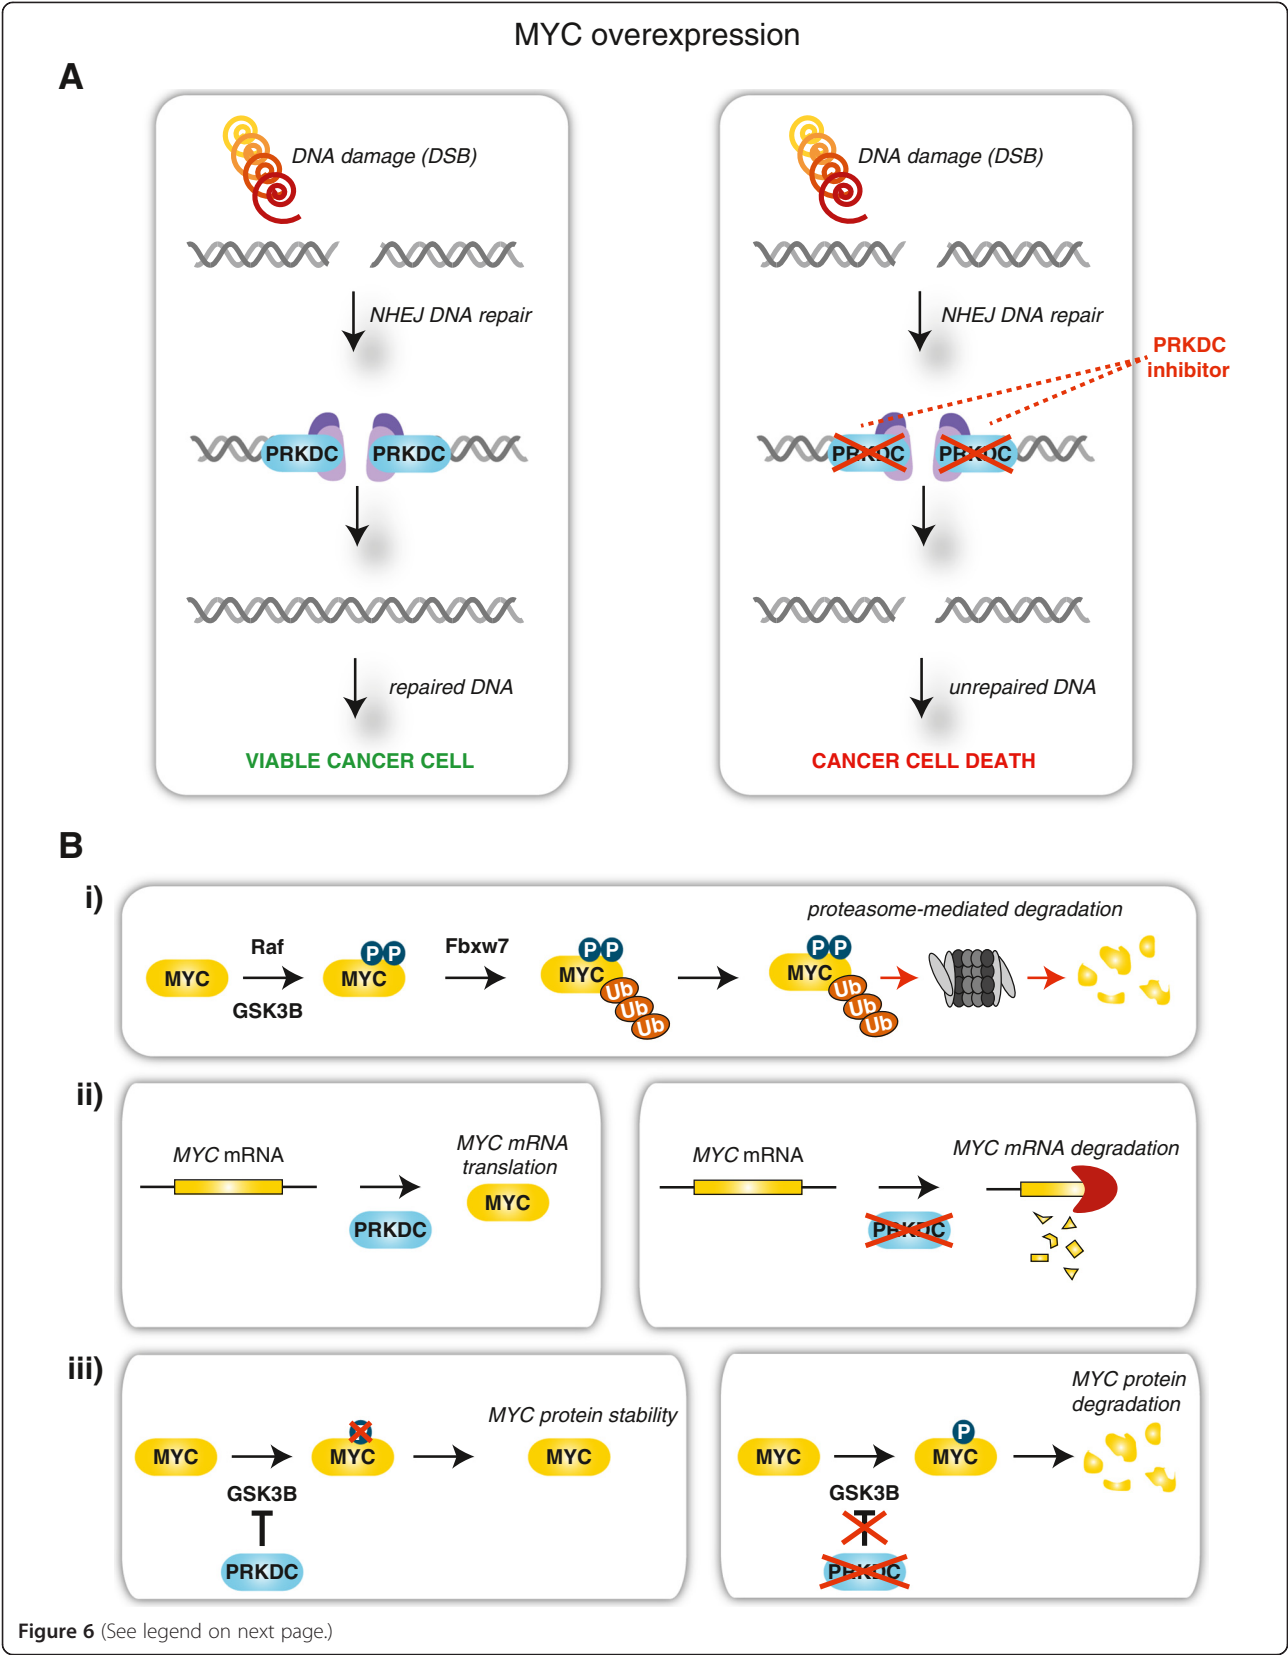 MYC overexpression
A
DNA damage (DSB)
NHEJ DNA repair
PRKDC PRKDC
repaired DNA
VIABLE CANCER CELL
DNA damage (DSB)
NHEJ DNA repair
PRKDC
inhibitor
PRKDC PRKDC
unrepaired DNA
CANCER CELL DEATH
B
i)
proteasome-mediated degradation
MYC
Raf
GSK3B
P P
MYC
Fbxw7
P P
MYC
Ub
Ub
Ub
P P
MYC
Ub
Ub
Ub
ii)
MYC mRNA
PRKDC
MYC mRNA
translation
MYC
MYC mRNA
PRKDC
MYC mRNA degradation
iii)
MYC
GSK3B
PRKDC
MYC
MYC protein stability
MYC
MYC
GSK3B
PRKDC
P
MYC
MYC protein
degradation
Figure 6 (See legend on next page.)